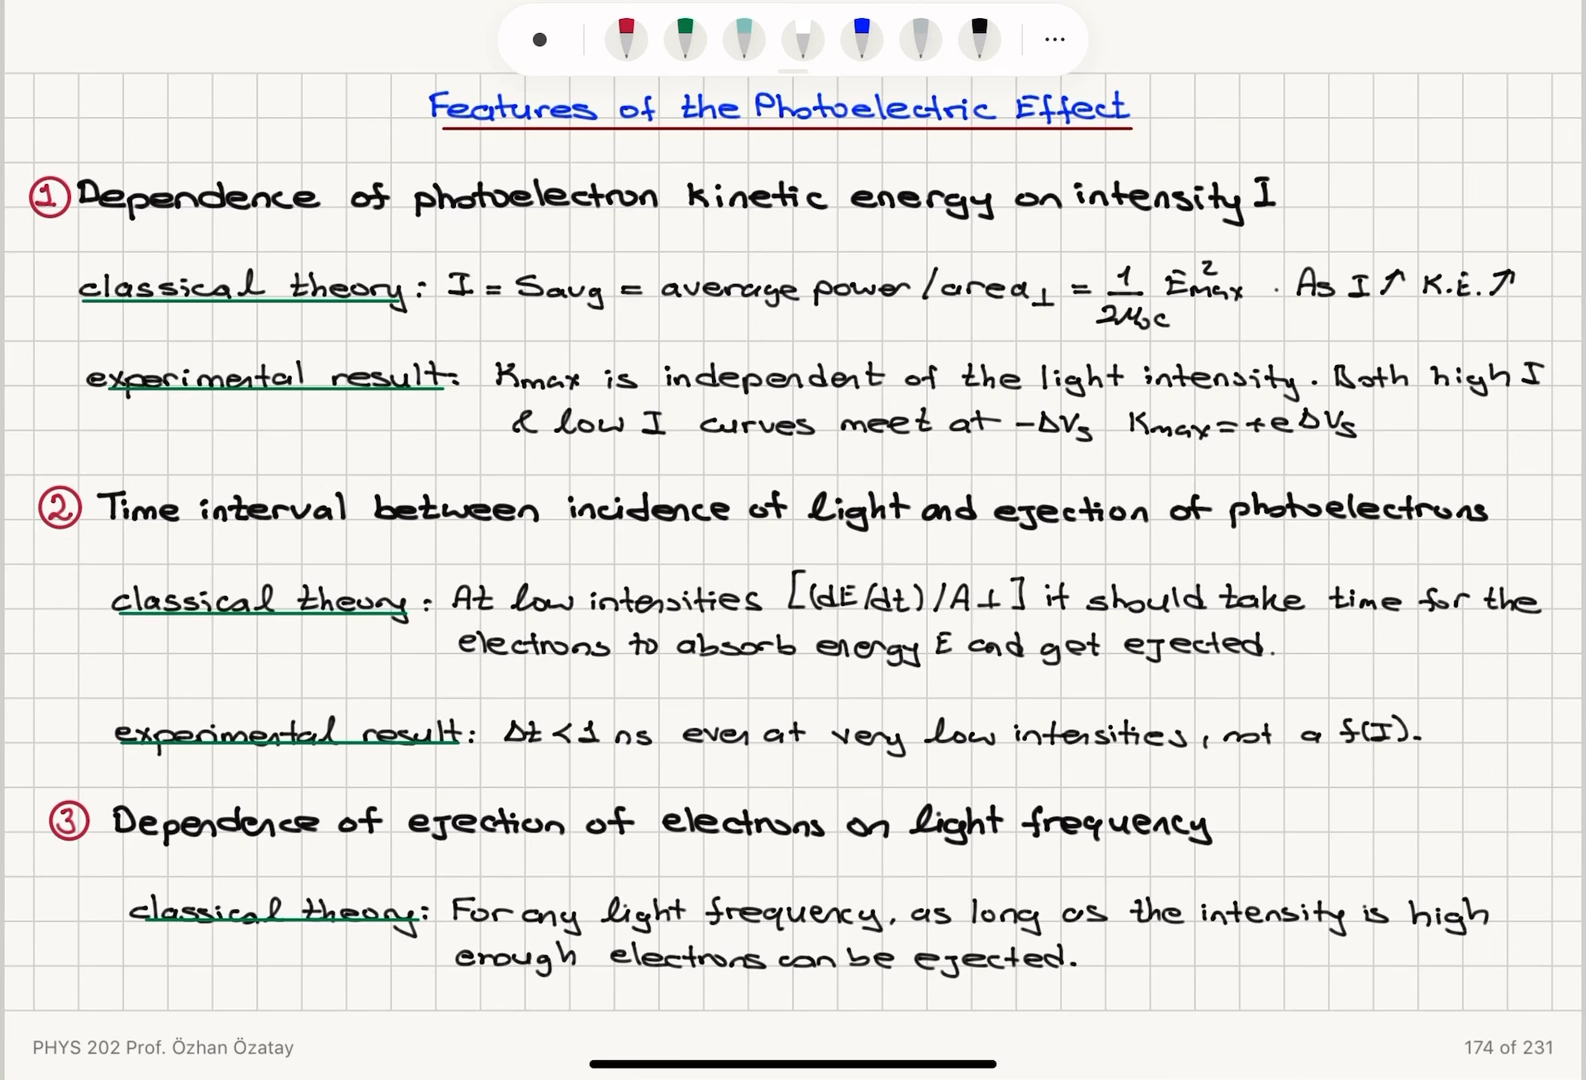 Features of the Photoelectric Effect
① Dependence of photoelectron kinetic energy on intensity I
classical theory: I = Savg = average power/area⊥ = 1/2μ₀c E²max . As I ↑ K.E. ↑
experimental result: Kmax is independent of the light intensity. Both high I
& low I curves meet at -ΔVs Kmax = +eΔVs
② Time interval between incidence of light and ejection of photoelectrons
classical theory: At low intensities [(dE/dt)/A⊥] it should take time for the
electrons to absorb energy E and get ejected.
experimental result: Δt < 1 ns even at very low intensities, not a f(I).
③ Dependence of ejection of electrons on light frequency
classical theory: For any light frequency, as long as the intensity is high
enough electrons can be ejected.
PHYS 202 Prof. Özhan Özatay
174 of 231